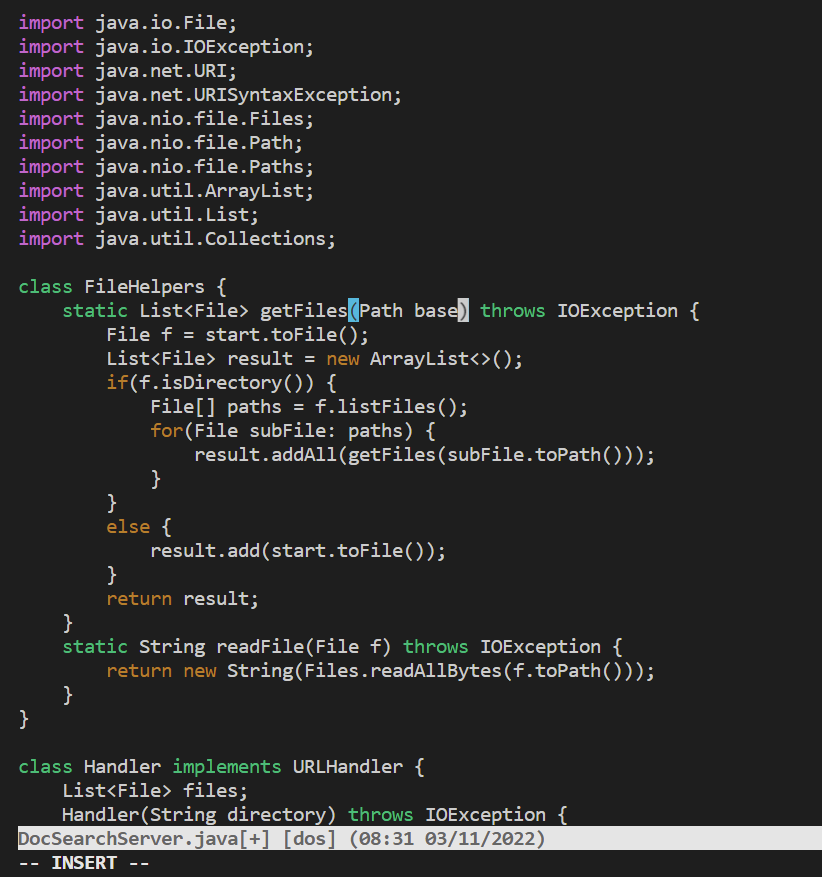 import java.io.File;
import java.io.IOException;
import java.net.URI;
import java.net.URISyntaxException;
import java.nio.file.Files;
import java.nio.file.Path;
import java.nio.file.Paths;
import java.util.ArrayList;
import java.util.List;
import java.util.Collections;

class FileHelpers {
    static List<File> getFiles(Path base) throws IOException {
        File f = start.toFile();
        List<File> result = new ArrayList<>();
        if(f.isDirectory()) {
            File[] paths = f.listFiles();
            for(File subFile: paths) {
                result.addAll(getFiles(subFile.toPath()));
            }
        }
        else {
            result.add(start.toFile());
        }
        return result;
    }
    static String readFile(File f) throws IOException {
        return new String(Files.readAllBytes(f.toPath()));
    }
}

class Handler implements URLHandler {
    List<File> files;
    Handler(String directory) throws IOException {
DocSearchServer.java[+] [dos] (08:31 03/11/2022)
-- INSERT --